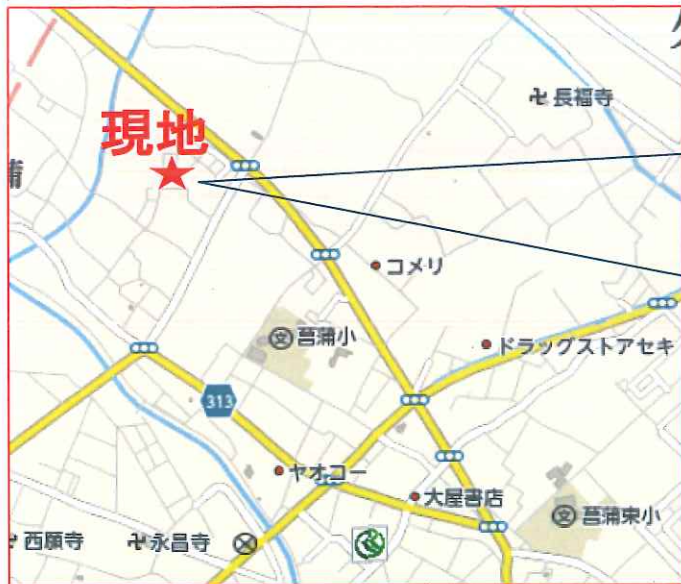 長福寺
現地
コメリ
菖蒲小
ドラッグストアセキ
313
ヤオコー
大屋書店
菖蒲東小
西願寺
永昌寺